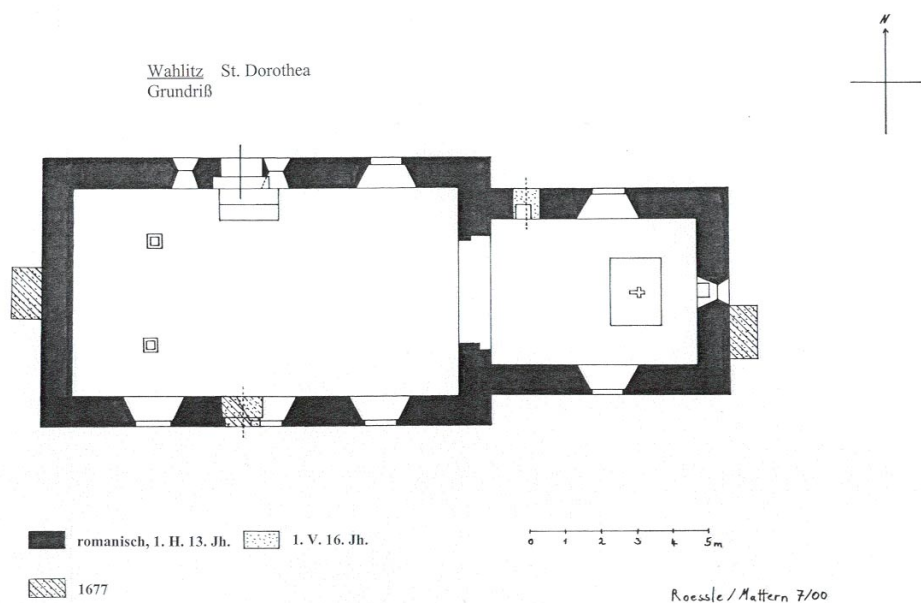 N
Wahlitz St. Dorothea
Grundriß
romanisch, 1. H. 13. Jh.
1. V. 16. Jh.
0 1 2 3 4 5m
1677
Roessle/Mattern 7/00